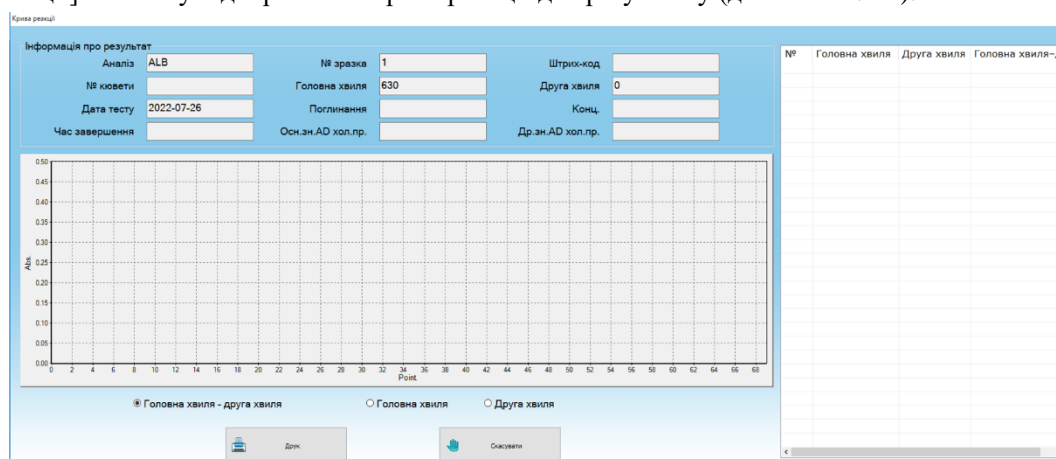 Крива реакції
Інформація про результат
Аналіз ALB № зразка 1 Штрих-код
№ кювети Головна хвиля 630 Друга хвиля 0
Дата тесту 2022-07-26 Поглинання Конц.
Час завершення Осн.зн.AD хол.пр. Др.зн.AD хол.пр.
№ Головна хвиля Друга хвиля Головна хвиля-
0.50
0.45
0.40
0.35
0.30
0.25
0.20
0.15
0.10
0.05
0.00
Abs.
0 2 4 6 8 10 12 14 16 18 20 22 24 26 28 30 32 34 36 38 40 42 44 46 48 50 52 54 56 58 60 62 64 66 68
Point
Головна хвиля - друга хвиля Головна хвиля Друга хвиля
Друк Скасувати